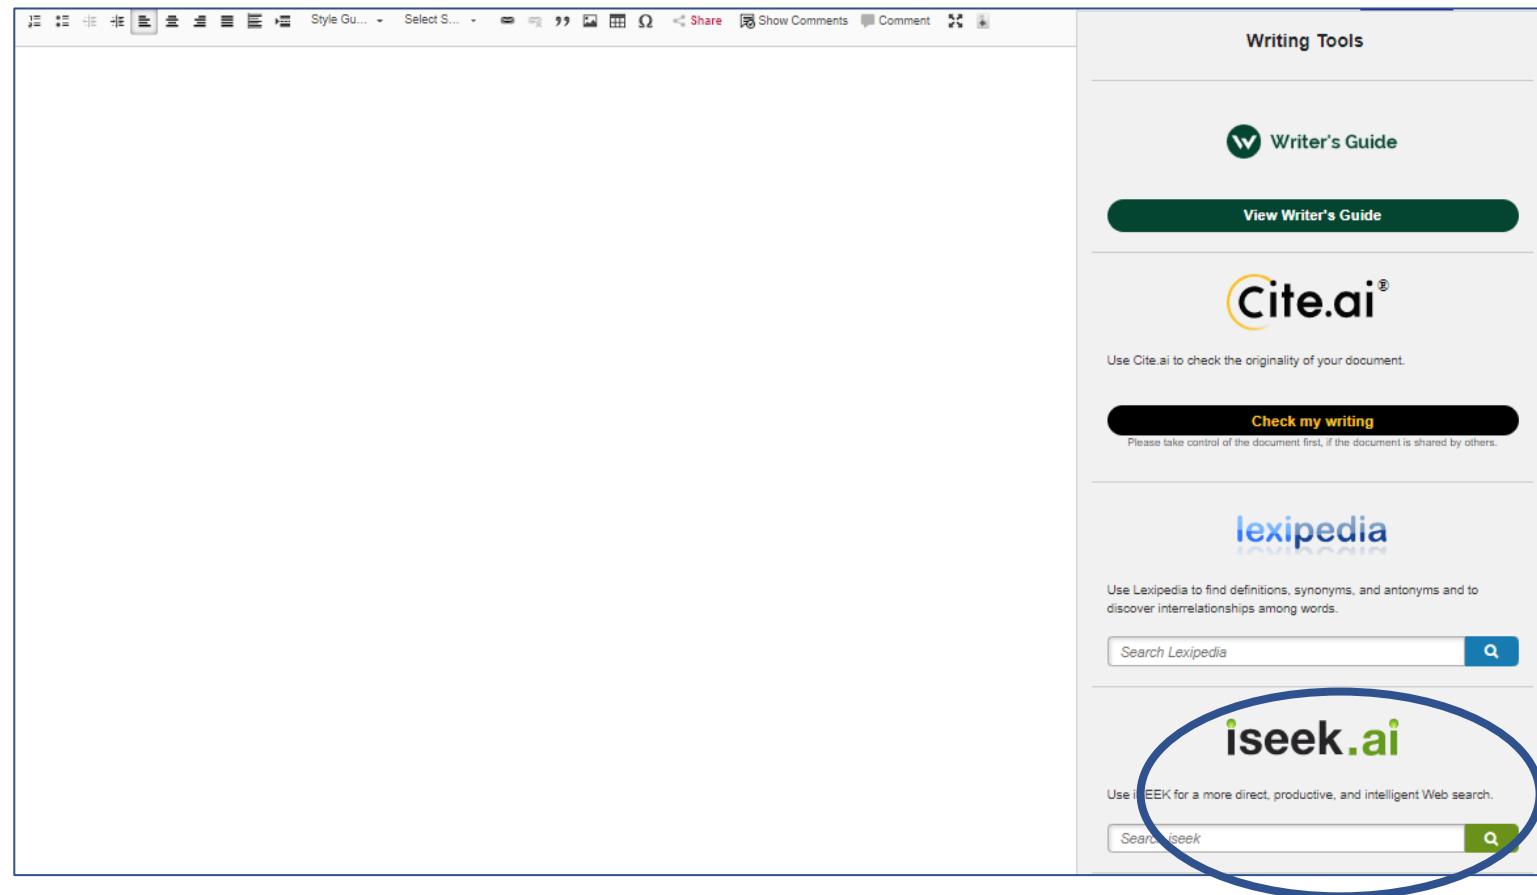 Style Gu... Select S... Ω Share Show Comments Comment
Writing Tools
W Writer's Guide
View Writer's Guide
Cite.ai®
Use Cite.ai to check the originality of your document.
Check my writing
Please take control of the document first, if the document is shared by others.
lexipedia
Use Lexipedia to find definitions, synonyms, and antonyms and to
discover interrelationships among words.
Search Lexipedia
iseek.ai
Use iSEEK for a more direct, productive, and intelligent Web search.
Search iseek